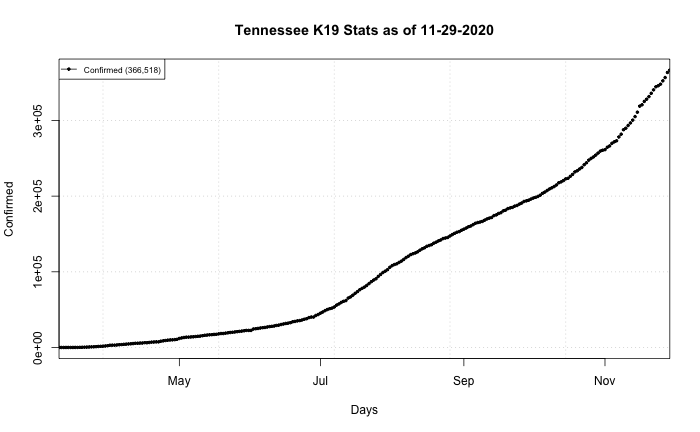 Tennessee K19 Stats as of 11-29-2020
Confirmed (366,518)
Confirmed
3e+05
2e+05
1e+05
0e+00
May Jul Sep Nov
Days